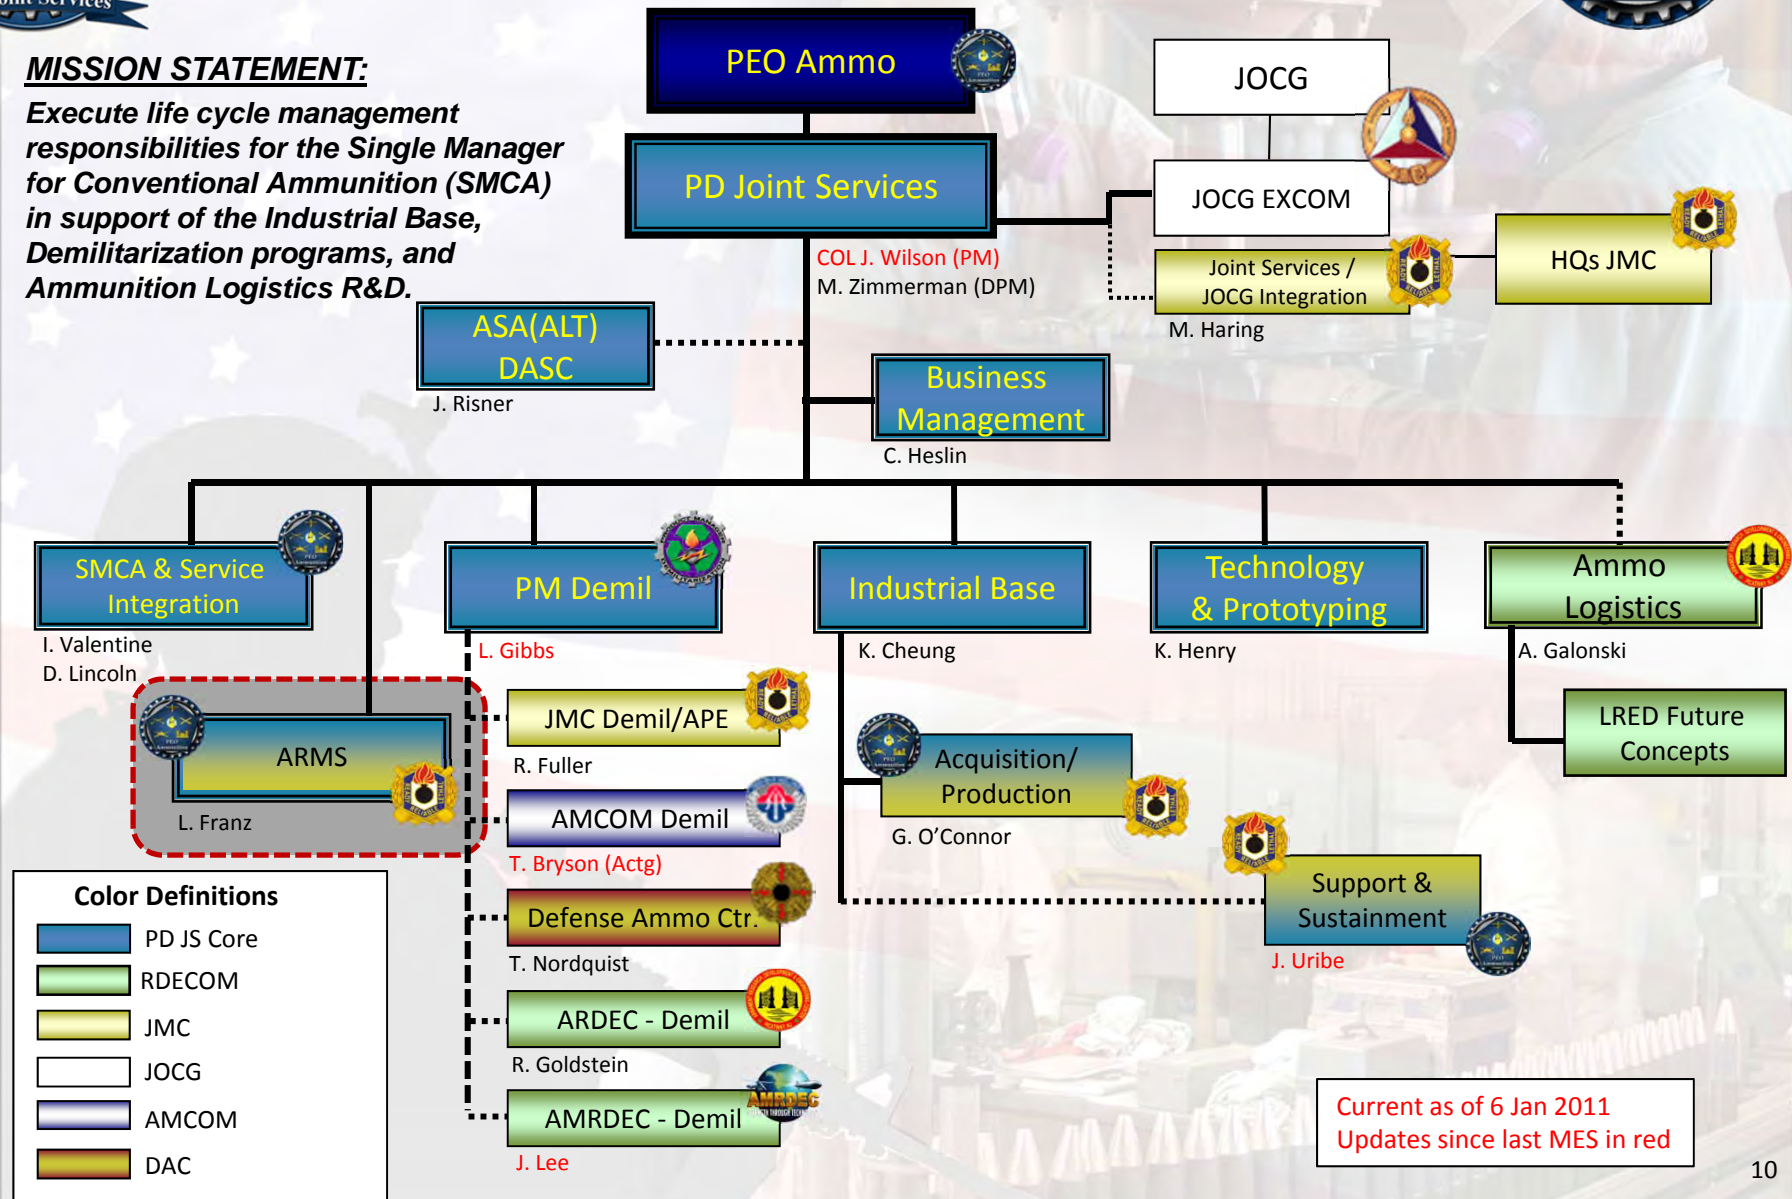 Joint Services
MISSION STATEMENT:
Execute life cycle management
responsibilities for the Single Manager
for Conventional Ammunition (SMCA)
in support of the Industrial Base,
Demilitarization programs, and
Ammunition Logistics R&D.
PEO Ammo
PD Joint Services
COL J. Wilson (PM)
M. Zimmerman (DPM)
JOCG
JOCG EXCOM
Joint Services /
JOCG Integration
M. Haring
HQs JMC
ASA(ALT)
DASC
J. Risner
Business
Management
C. Heslin
SMCA & Service
Integration
I. Valentine
D. Lincoln
ARMS
L. Franz
PM Demil
L. Gibbs
JMC Demil/APE
R. Fuller
AMCOM Demil
T. Bryson (Actg)
Defense Ammo Ctr.
T. Nordquist
ARDEC - Demil
R. Goldstein
AMRDEC - Demil
AMRDEC
J. Lee
Industrial Base
K. Cheung
Acquisition/
Production
G. O'Connor
Support &
Sustainment
J. Uribe
Technology
& Prototyping
K. Henry
Ammo
Logistics
A. Galonski
LRED Future
Concepts
Color Definitions
PD JS Core
RDECOM
JMC
JOCG
AMCOM
DAC
Current as of 6 Jan 2011
Updates since last MES in red
10